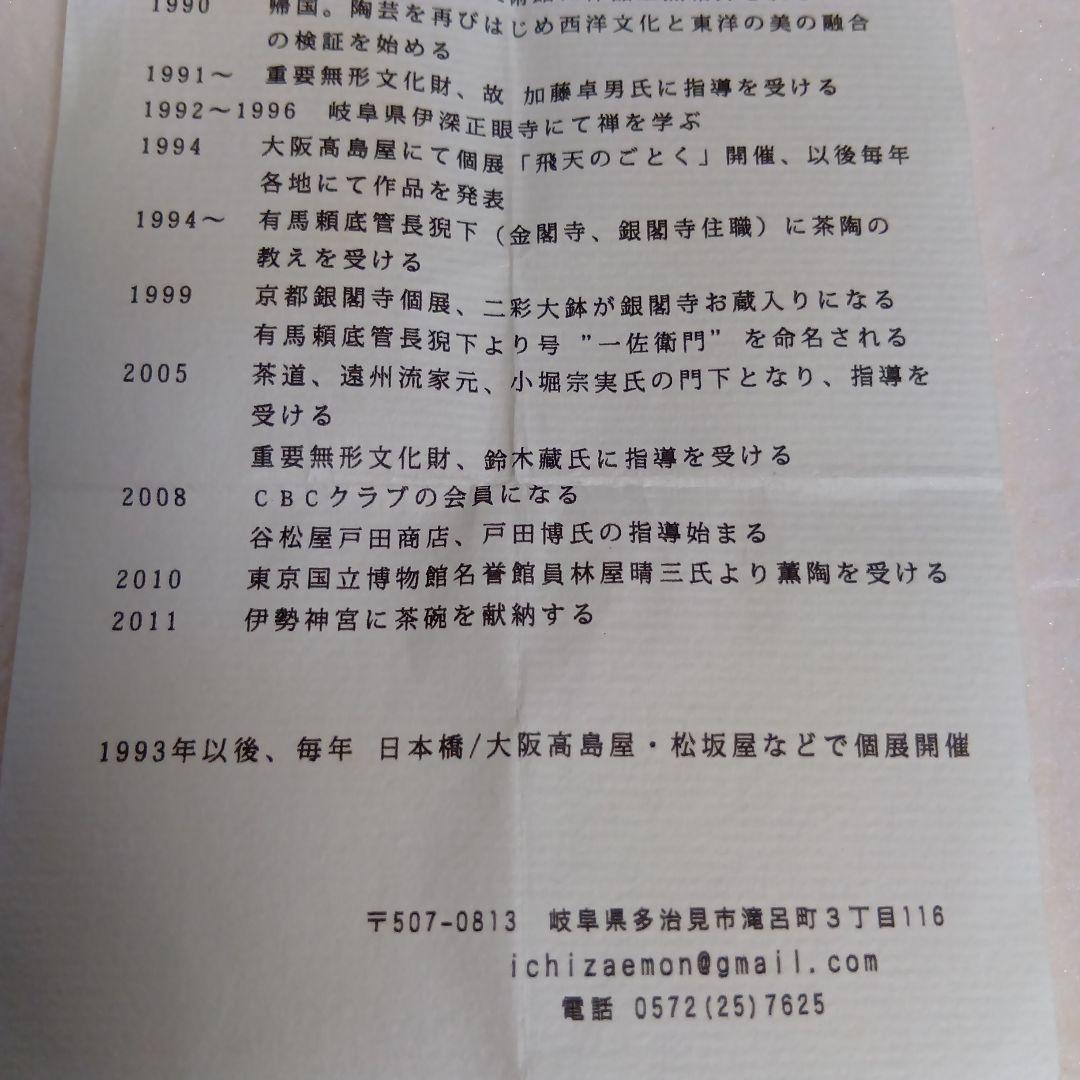 1990 帰国。陶芸を再びはじめ西洋文化と東洋の美の融合
の検証を始める
1991～ 重要無形文化財、故 加藤卓男氏に指導を受ける
1992～1996 岐阜県伊深正眼寺にて禅を学ぶ
1994 大阪高島屋にて個展「飛天のごとく」開催、以後毎年
各地にて作品を発表
1994～ 有馬頼底管長猊下（金閣寺、銀閣寺住職）に茶陶の
教えを受ける
1999 京都銀閣寺個展、二彩大鉢が銀閣寺お蔵入りになる
有馬頼底管長猊下より号 "一佐衛門" を命名される
2005 茶道、遠州流家元、小堀宗実氏の門下となり、指導を
受ける
重要無形文化財、鈴木藏氏に指導を受ける
2008 CBCクラブの会員になる
谷松屋戸田商店、戸田博氏の指導始まる
2010 東京国立博物館名誉館員林屋晴三氏より薫陶を受ける
2011 伊勢神宮に茶碗を献納する
1993年以後、毎年 日本橋/大阪高島屋・松坂屋などで個展開催
〒507-0813 岐阜県多治見市滝呂町3丁目116
ichizaemon@gmail.com
電話 0572(25)7625